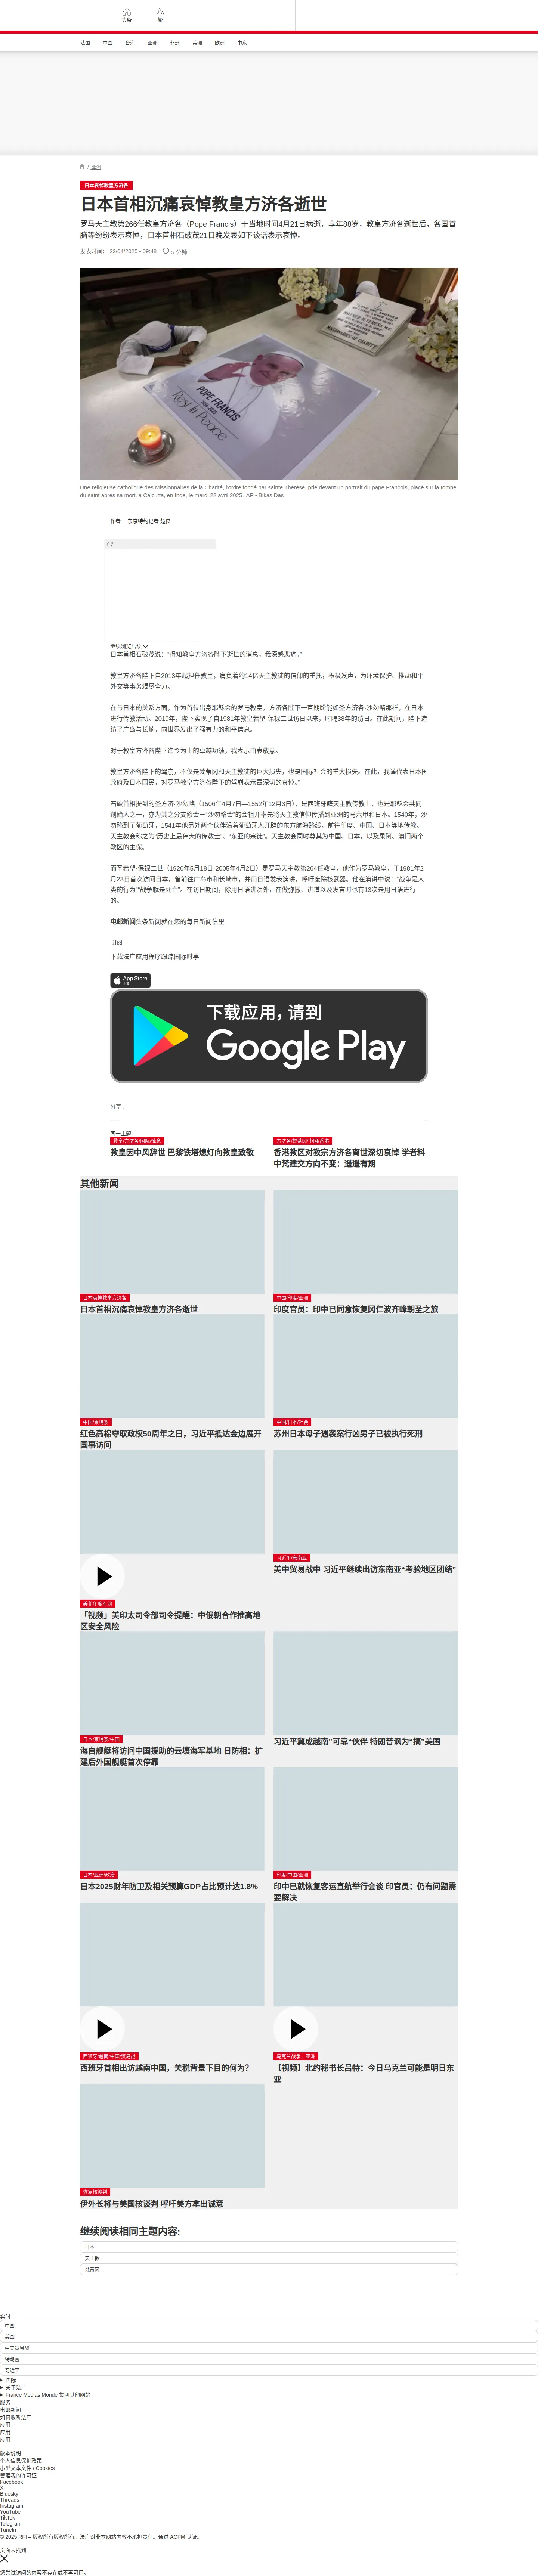 头条
繁
法国
中国
台海
亚洲
非洲
美洲
欧洲
中东
/ 亚洲
日本哀悼教皇方济各
日本首相沉痛哀悼教皇方济各逝世
罗马天主教第266任教皇方济各（Pope Francis）于当地时间4月21日病逝，享年88岁，教皇方济各逝世后，各国首
脑等纷纷表示哀悼，日本首相石破茂21日晚发表如下谈话表示哀悼。
发表时间： 22/04/2025 - 09:48
5 分钟
POPE FRANCIS
Rest In Peace
Une religieuse catholique des Missionnaires de la Charité, l'ordre fondé par sainte Thérèse, prie devant un portrait du pape François, placé sur la tombe
du saint après sa mort, à Calcutta, en Inde, le mardi 22 avril 2025. AP - Bikas Das
作者： 东京特约记者 楚良一
广告
继续浏览后续
日本首相石破茂说：“得知教皇方济各陛下逝世的消息，我深感悲痛。”
教皇方济各陛下自2013年起担任教皇，肩负着约14亿天主教徒的信仰的重托，积极发声，为环境保护、推动和平
外交等事务竭尽全力。
在与日本的关系方面，作为首位出身耶稣会的罗马教皇，方济各陛下一直期盼能如圣方济各·沙勿略那样，在日本
进行传教活动。2019年，陛下实现了自1981年教皇若望·保禄二世访日以来，时隔38年的访日。在此期间，陛下造
访了广岛与长崎，向世界发出了强有力的和平信息。
对于教皇方济各陛下迄今为止的卓越功绩，我表示由衷敬意。
教皇方济各陛下的驾崩，不仅是梵蒂冈和天主教徒的巨大损失，也是国际社会的重大损失。在此，我谨代表日本国
政府及日本国民，对罗马教皇方济各陛下的驾崩表示最深切的哀悼。”
石破首相提到的圣方济·沙勿略（1506年4月7日—1552年12月3日），是西班牙籍天主教传教士，也是耶稣会共同
创始人之一，亦为其之分支修会－“沙勿略会”的会祖并率先将天主教信仰传播到亚洲的马六甲和日本。1540年，沙
勿略到了葡萄牙，1541年他另外两个伙伴沿着葡萄牙人开辟的东方航海路线，前往印度、中国、日本等地传教。
天主教会称之为“历史上最伟大的传教士”、“东亚的宗徒”。天主教会同时尊其为中国、日本，以及果阿、澳门两个
教区的主保。
而圣若望·保禄二世（1920年5月18日-2005年4月2日）是罗马天主教第264任教皇，他作为罗马教皇，于1981年2
月23日首次访问日本，曾前往广岛市和长崎市，并用日语发表演讲，呼吁废除核武器。他在演讲中说：“战争是人
类的行为”“战争就是死亡”。在访日期间，除用日语讲演外，在做弥撒、讲道以及发言时也有13次是用日语进行
的。
电邮新闻头条新闻就在您的每日新闻信里
订阅
下载法广应用程序跟踪国际时事
App Store
下载
下载应用，请到
Google Play
分享 :
同一主题
教皇/方济各/国际/悼念
教皇因中风辞世 巴黎铁塔熄灯向教皇致敬
方济各/梵蒂冈/中国/香港
香港教区对教宗方济各离世深切哀悼 学者料
中梵建交方向不变：遥遥有期
其他新闻
日本哀悼教皇方济各
日本首相沉痛哀悼教皇方济各逝世
中国/印度/亚洲
印度官员：印中已同意恢复冈仁波齐峰朝圣之旅
中国/柬埔寨
红色高棉夺取政权50周年之日，习近平抵达金边展开
国事访问
中国/日本/社会
苏州日本母子遇袭案行凶男子已被执行死刑
美菲年度军演
「视频」美印太司令部司令提醒：中俄朝合作推高地
区安全风险
习近平/东南亚
美中贸易战中 习近平继续出访东南亚“考验地区团结”
日本/柬埔寨/中国
海自舰艇将访问中国援助的云壤海军基地 日防相：扩
建后外国舰艇首次停靠
习近平冀成越南”可靠“伙伴 特朗普讽为“搞”美国
日本/亚洲/政治
日本2025财年防卫及相关预算GDP占比预计达1.8%
印度/中国/亚洲
印中已就恢复客运直航举行会谈 印官员：仍有问题需
要解决
西班牙/越南/中国/贸易战
西班牙首相出访越南中国，关税背景下目的何为？
乌克兰战争、亚洲
【视频】北约秘书长吕特：今日乌克兰可能是明日东
亚
恢复核谈判
伊外长将与美国核谈判 呼吁美方拿出诚意
继续阅读相同主题内容:
日本
天主教
梵蒂冈
实时
中国
美国
中美贸易战
特朗普
习近平
国际
关于法广
France Médias Monde 集团其他网站
服务
电邮新闻
如何收听法广
应用
应用
应用
版本说明
个人信息保护政策
小型文本文件 / Cookies
管理我的许可证
Facebook
X
Bluesky
Threads
Instagram
YouTube
TikTok
Telegram
TuneIn
© 2025 RFI – 版权所有版权所有。法广对非本网站内容不承担责任。通过 ACPM 认证。
页面未找到
您尝试访问的内容不存在或不再可用。